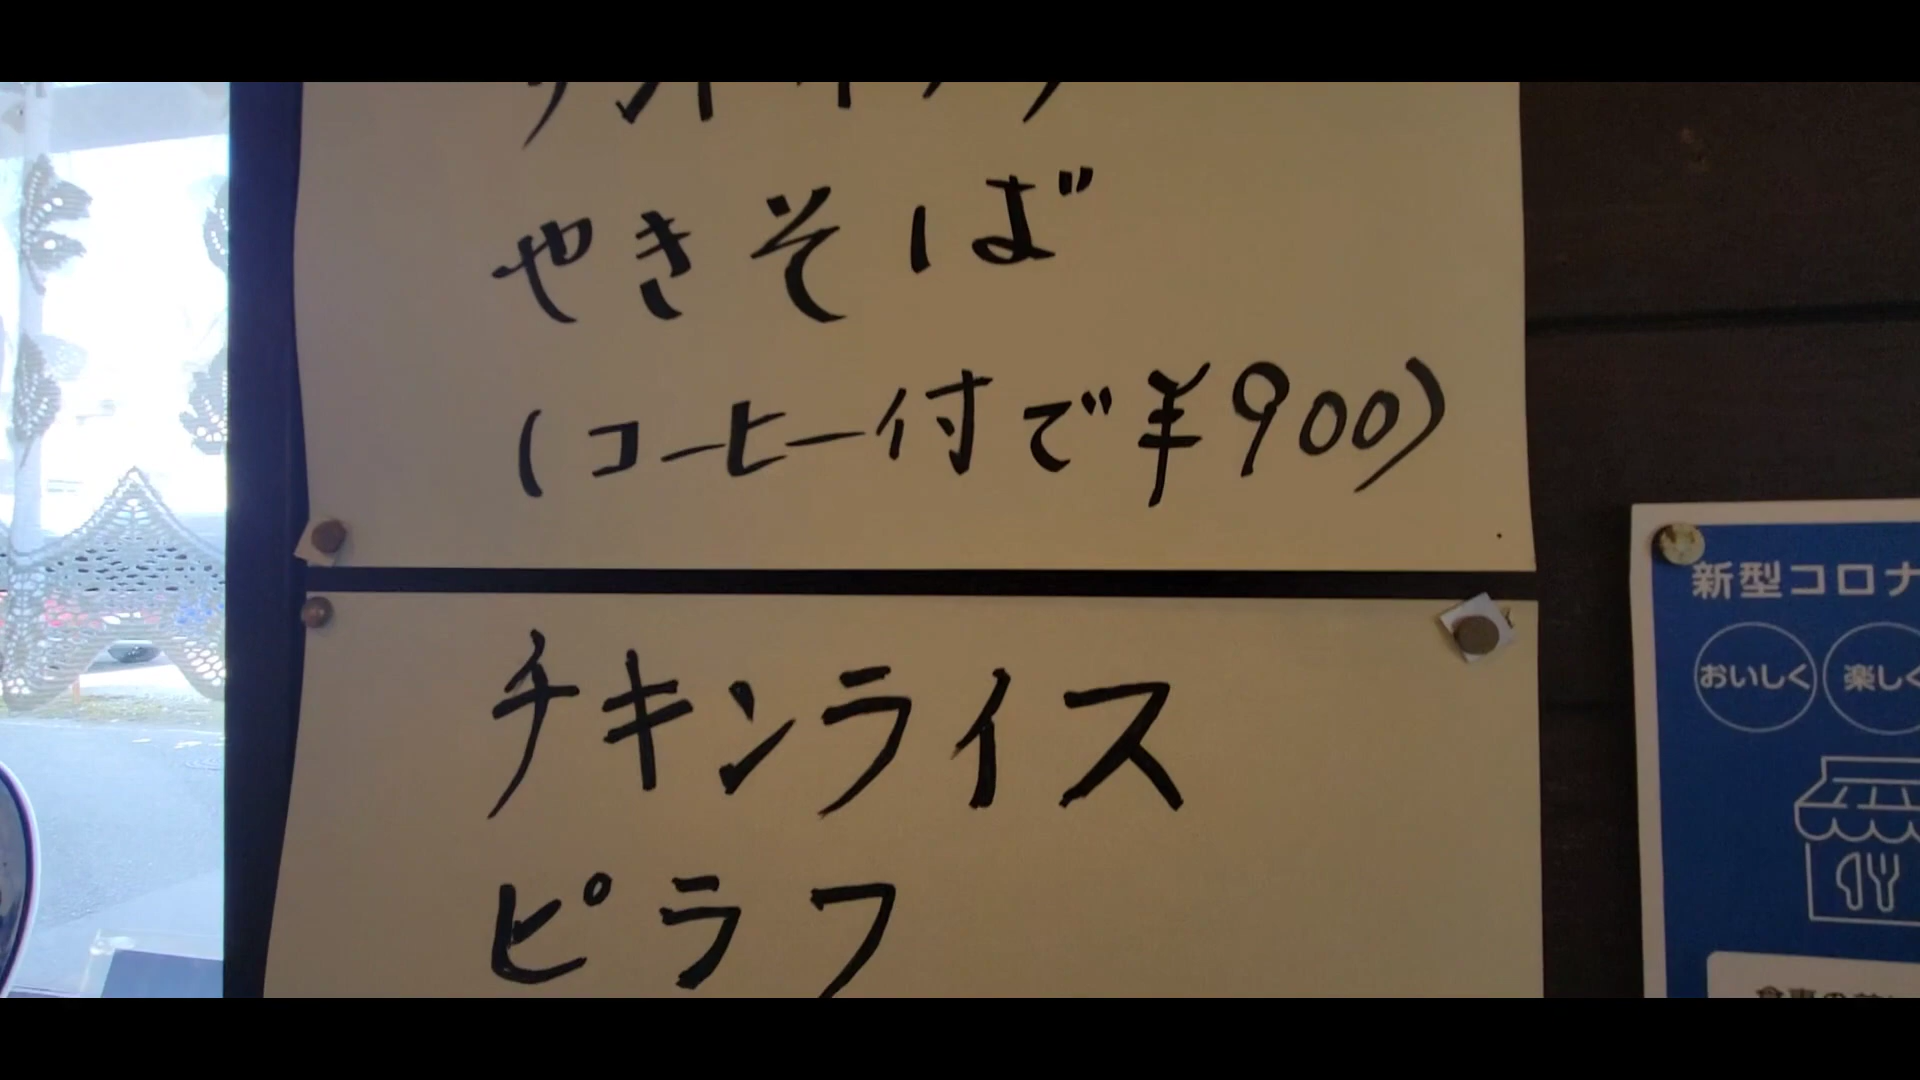 やきそば
(コーヒー付で¥900)
チキンライス
ピラフ
新型コロナ
おいしく
楽しく